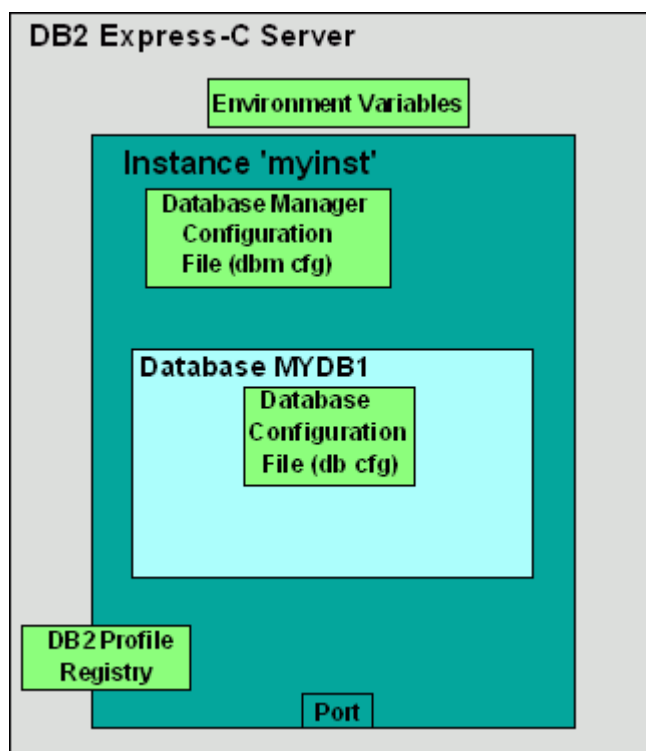 DB2 Express-C Server
Environment Variables
Instance 'myinst'
Database Manager
Configuration
File (dbm cfg)
Database MYDB1
Database
Configuration
File (db cfg)
DB2 Profile
Registry
Port